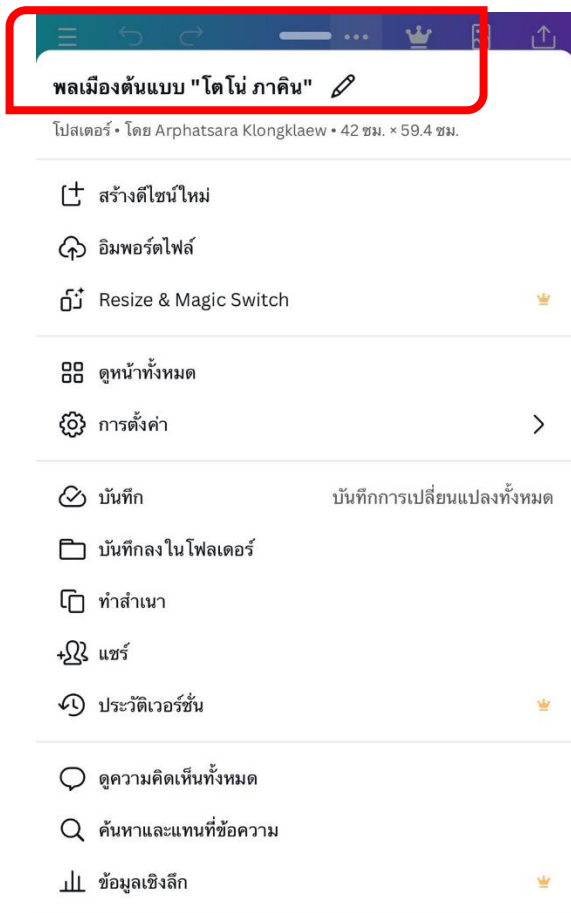 พลเมืองต้นแบบ "โตโน่ ภาคิน"
โปสเตอร์ • โดย Arphatsara Klongklaew • 42 ซม. × 59.4 ซม.
สร้างดีไซน์ใหม่
อิมพอร์ตไฟล์
Resize & Magic Switch
ดูหน้าทั้งหมด
การตั้งค่า
บันทึก บันทึกการเปลี่ยนแปลงทั้งหมด
บันทึกลงในโฟลเดอร์
ทำสำเนา
แชร์
ประวัติเวอร์ชั่น
ดูความคิดเห็นทั้งหมด
ค้นหาและแทนที่ข้อความ
ข้อมูลเชิงลึก